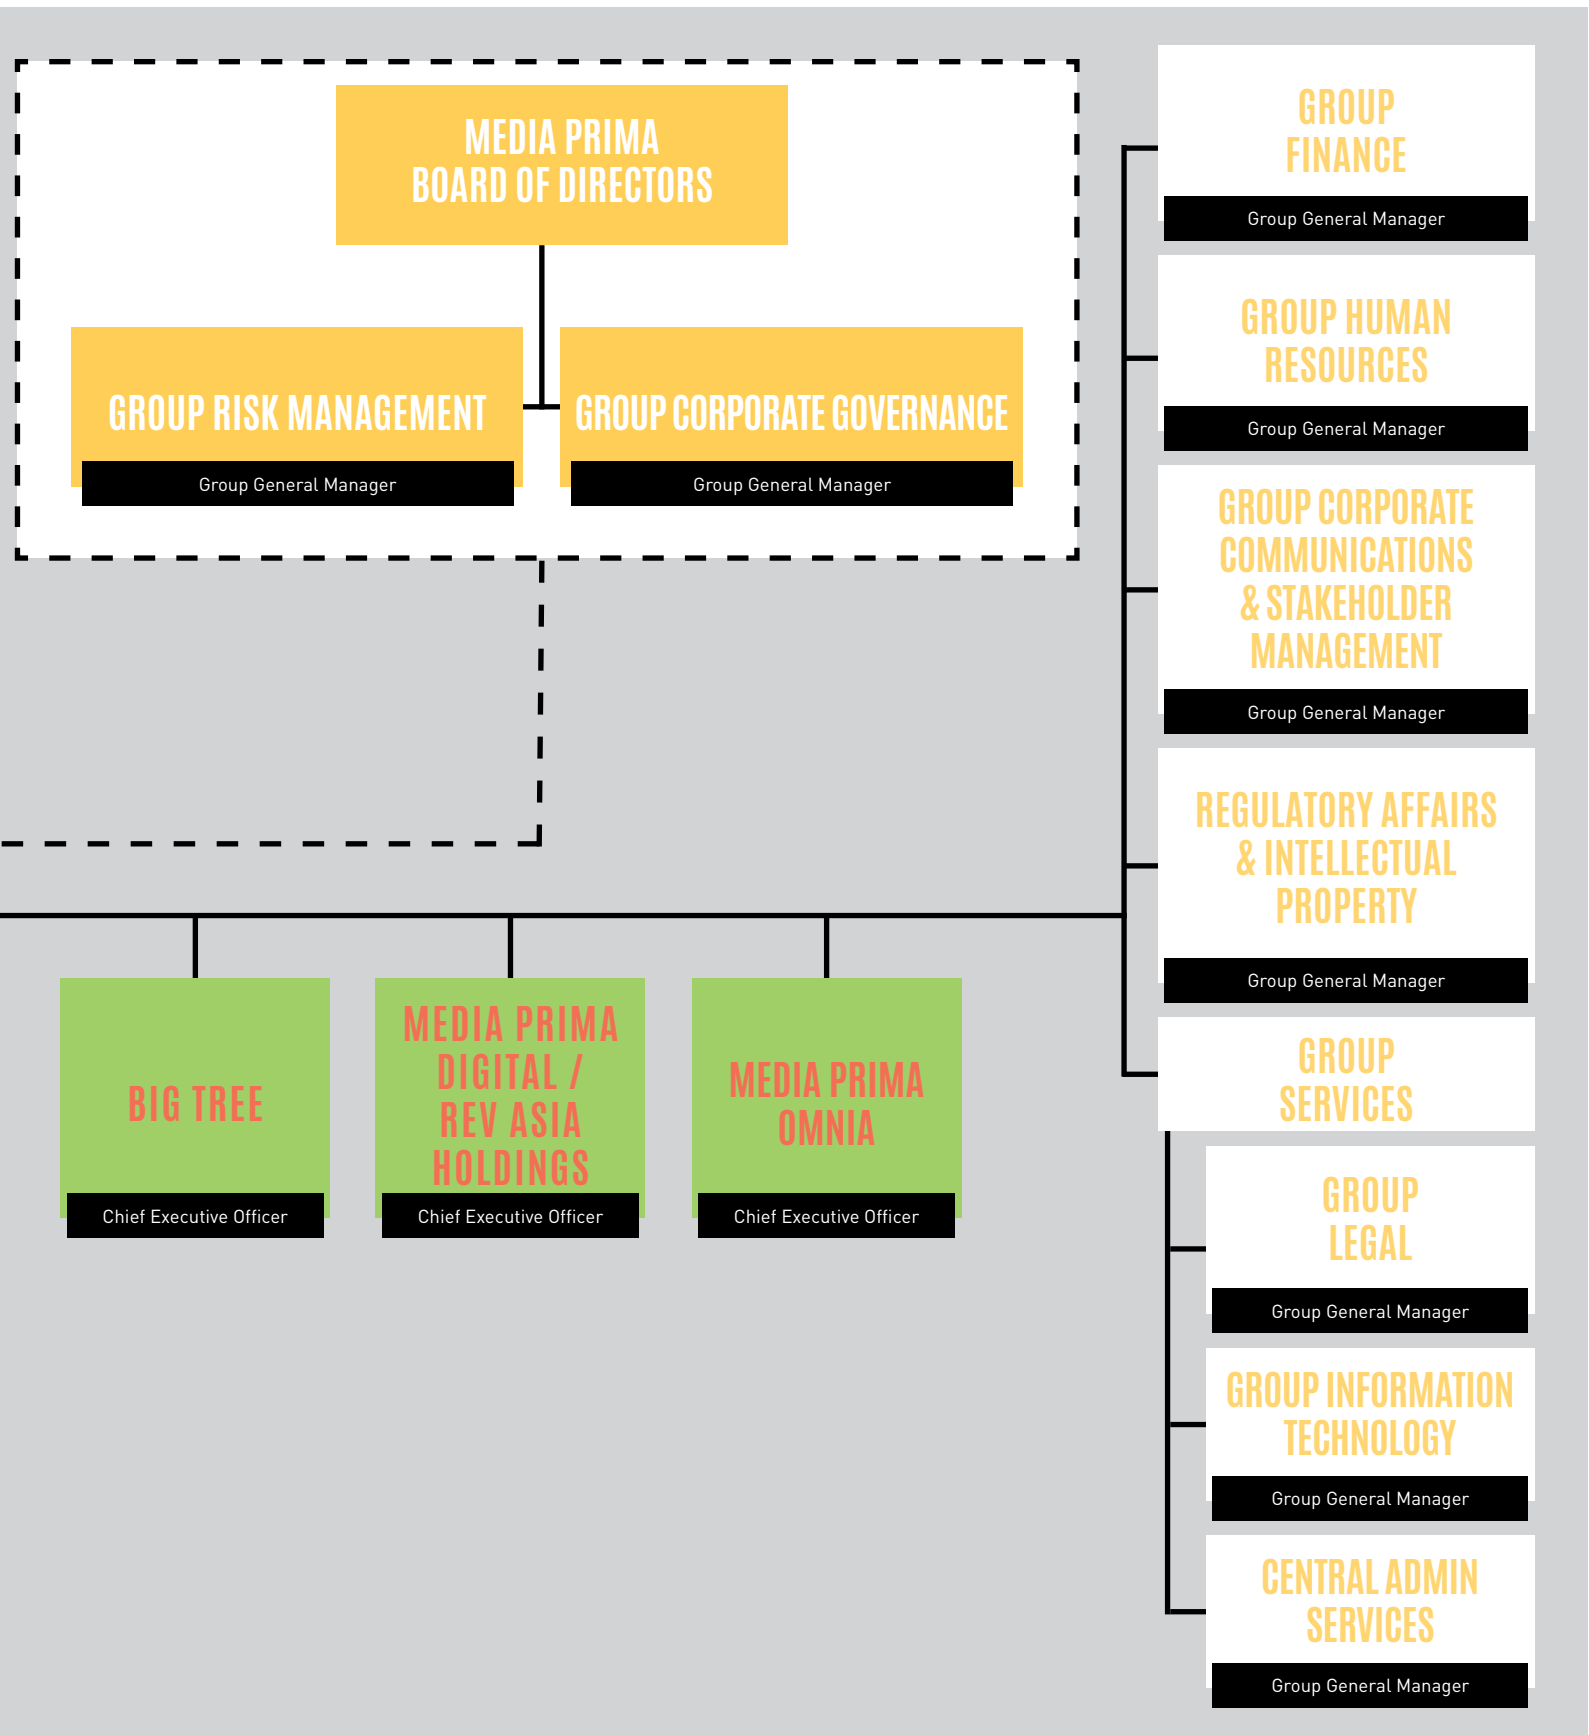 MEDIA PRIMA
BOARD OF DIRECTORS
GROUP RISK MANAGEMENT
Group General Manager
GROUP CORPORATE GOVERNANCE
Group General Manager
BIG TREE
Chief Executive Officer
MEDIA PRIMA
DIGITAL /
REV ASIA
HOLDINGS
Chief Executive Officer
MEDIA PRIMA
OMNIA
Chief Executive Officer
GROUP
FINANCE
Group General Manager
GROUP HUMAN
RESOURCES
Group General Manager
GROUP CORPORATE
COMMUNICATIONS
& STAKEHOLDER
MANAGEMENT
Group General Manager
REGULATORY AFFAIRS
& INTELLECTUAL
PROPERTY
Group General Manager
GROUP
SERVICES
GROUP
LEGAL
Group General Manager
GROUP INFORMATION
TECHNOLOGY
Group General Manager
CENTRAL ADMIN
SERVICES
Group General Manager